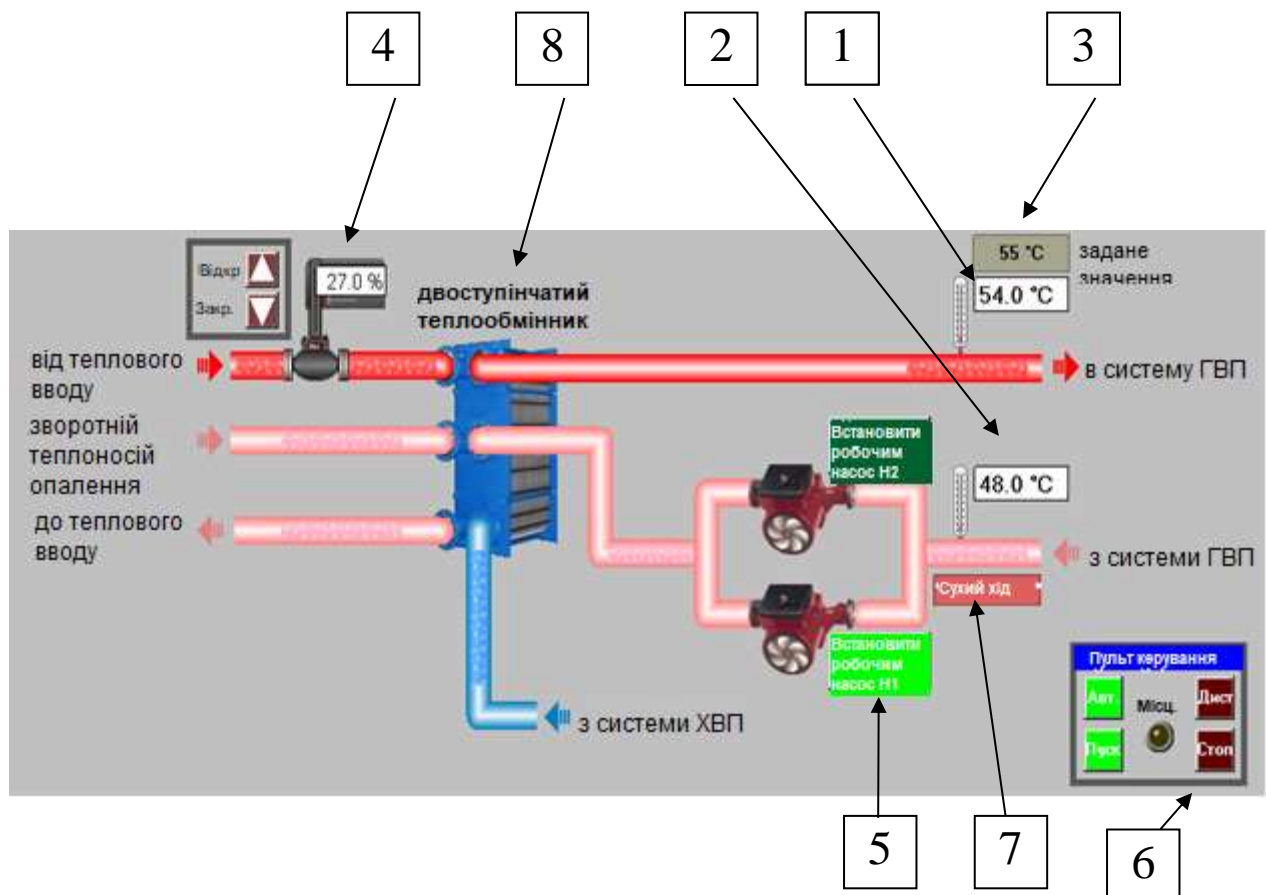 4
8
2
1
3
Відкр
Закр.
27.0 %
двоступінчатий
теплообмінник
55 °C
задане
значення
54.0 °C
від теплового
вводу
в систему ГВП
зворотній
теплоносій
опалення
Встановити
робочим
насос Н2
48.0 °C
до теплового
вводу
з системи ГВП
Сухий хід
Встановити
робочим
насос Н1
Пульт керування
Авт.
Місц.
Дист
Пуск
Стоп
з системи ХВП
5
7
6